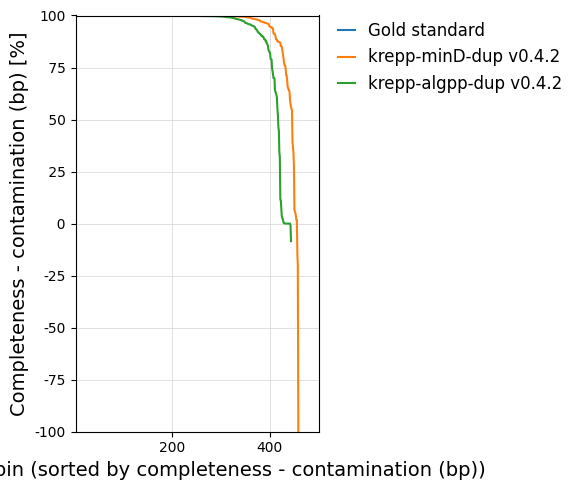 100
75
50
25
0
-25
-50
-75
-100
Completeness - contamination (bp) [%]
200
400
(sorted by completeness - contamination (bp))
Gold standard
krepp-minD-dup v0.4.2
krepp-algpp-dup v0.4.2